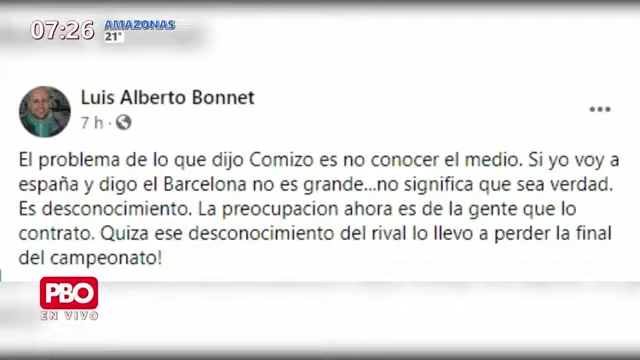 07:26
AMAZONAS
21°
Luis Alberto Bonnet
7 h ·
El problema de lo que dijo Comizo es no conocer el medio. Si yo voy a
españa y digo el Barcelona no es grande...no significa que sea verdad.
Es desconocimiento. La preocupacion ahora es de la gente que lo
contrato. Quiza ese desconocimiento del rival lo llevo a perder la final
del campeonato!
PBO
EN VIVO